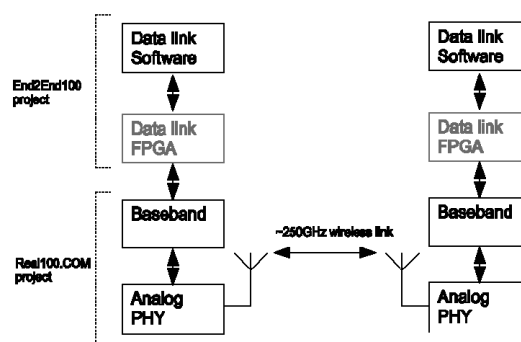 Data link
Software
Data link
Software
End2End100
project
Data link
FPGA
Data link
FPGA
Baseband
Baseband
~250GHz wireless link
Real100.COM
project
Analog
PHY
Analog
PHY